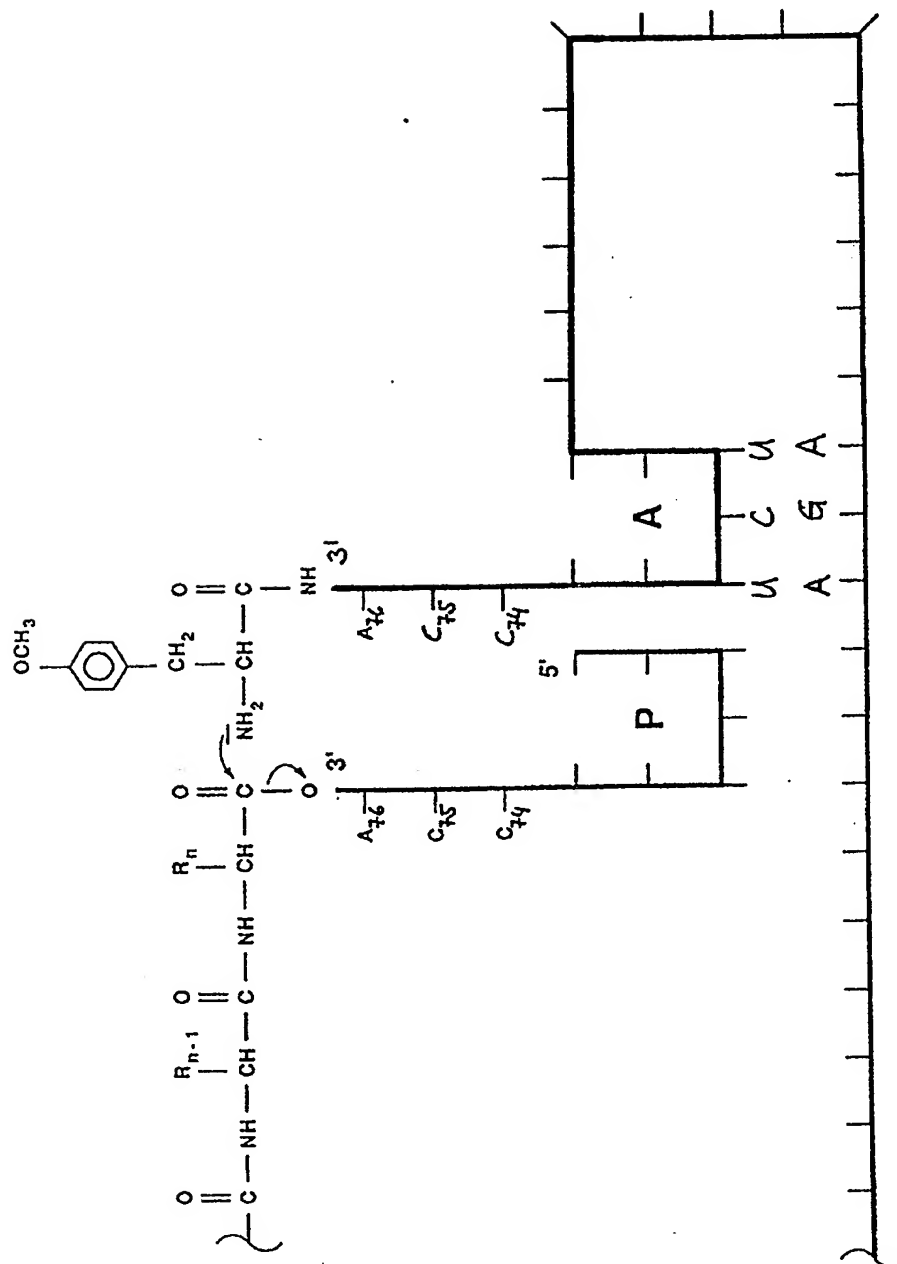 OCH₃
O Rₙ₋₁ O Rₙ O CH₂ O
C — NH — CH — C — NH — CH — C NH₂ — CH — C
O NH
3' 3'
A₇₆ A₇₆
C₇₅ C₇₅
C₇₄ C₇₄
5'
P A
U C U
A G A